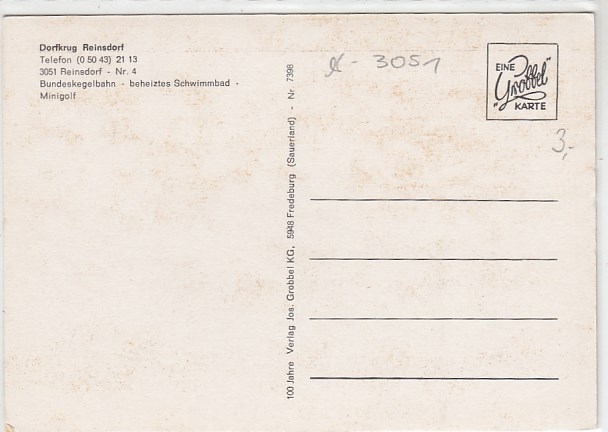 Dorfkrug Reinsdorf
Telefon (0 50 43) 21 13
3051 Reinsdorf - Nr. 4
Bundeskegelbahn · beheiztes Schwimmbad ·
Minigolf
100 Jahre Verlag Jos. Grobbel KG, 5948 Fredeburg (Sauerland) - Nr. 7398
- 3051
EINE
"Grobbel"
KARTE
3,-